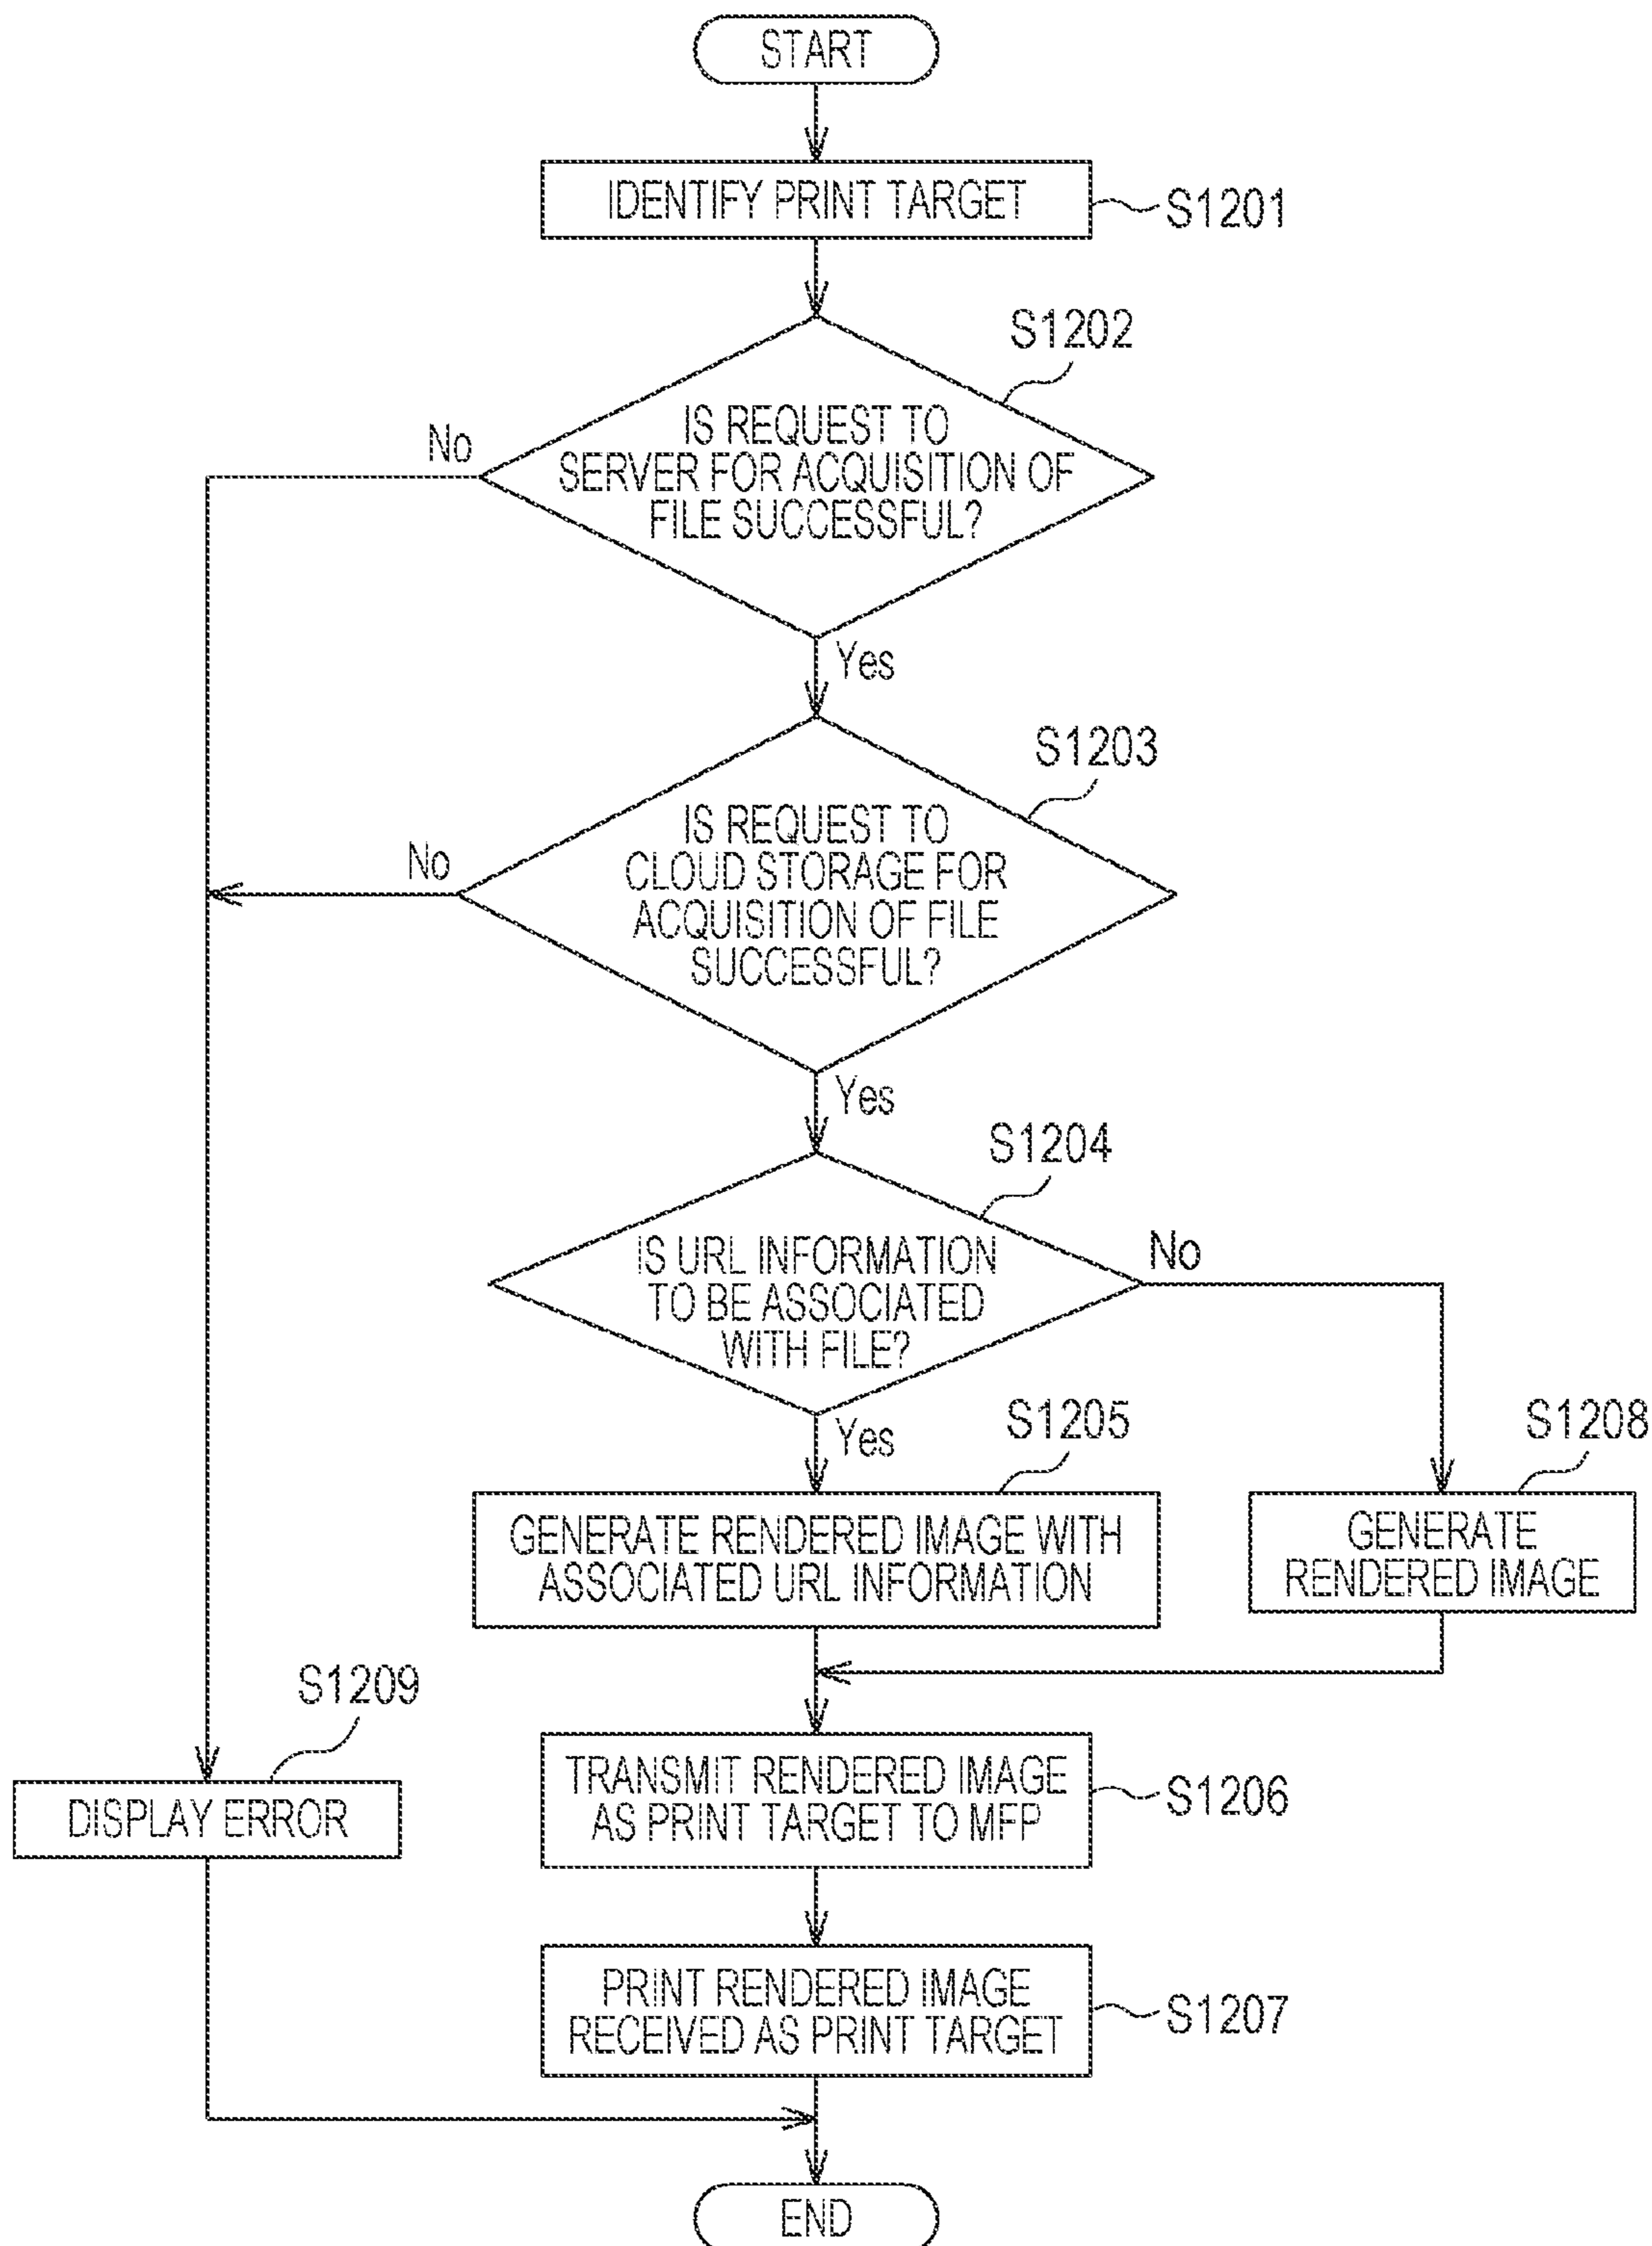 START
IDENTIFY PRINT TARGET
S1201
S1202
IS REQUEST TO
SERVER FOR ACQUISITION OF
FILE SUCCESSFUL?
No
Yes
S1203
IS REQUEST TO
CLOUD STORAGE FOR
ACQUISITION OF FILE
SUCCESSFUL?
No
Yes
S1204
IS URL INFORMATION
TO BE ASSOCIATED
WITH FILE?
No
Yes
S1205
GENERATE RENDERED IMAGE WITH
ASSOCIATED URL INFORMATION
S1208
GENERATE
RENDERED IMAGE
S1209
DISPLAY ERROR
TRANSMIT RENDERED IMAGE
AS PRINT TARGET TO MFP
S1206
PRINT RENDERED IMAGE
RECEIVED AS PRINT TARGET
S1207
END